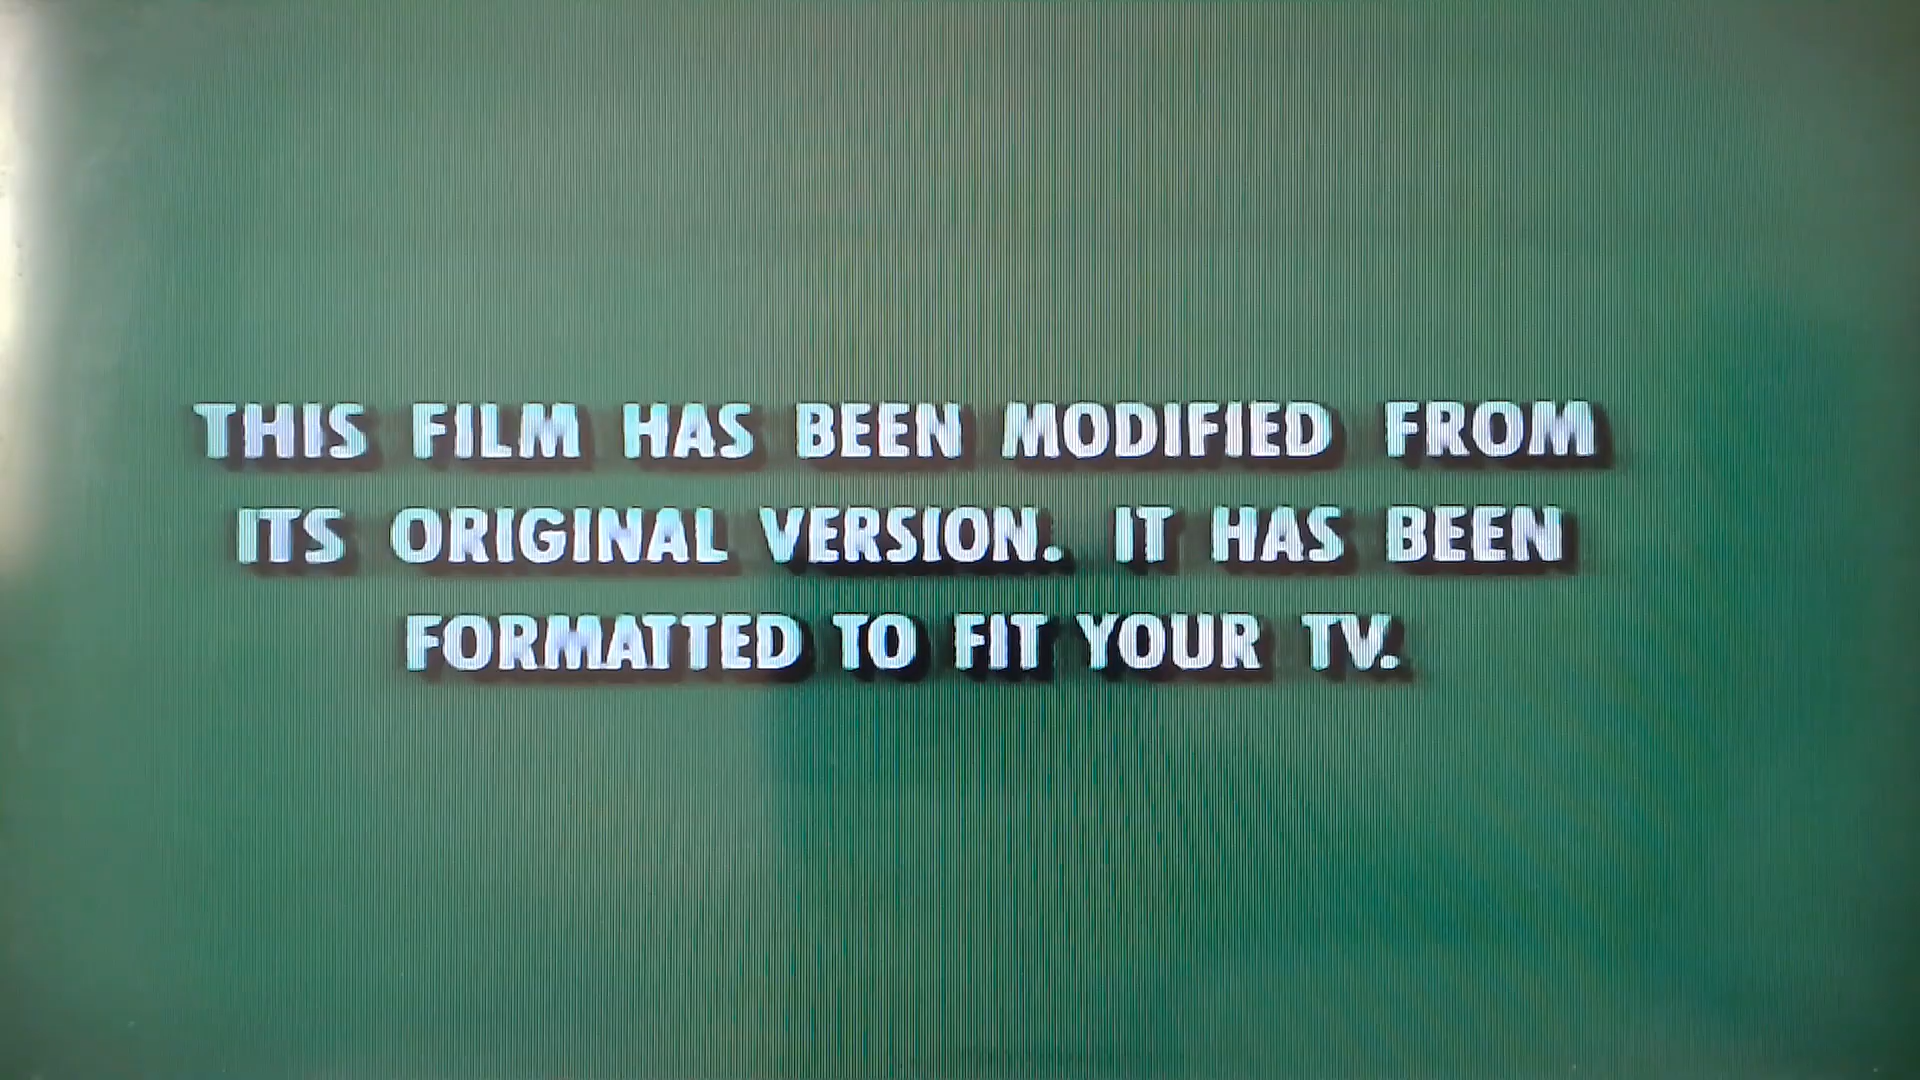 THIS FILM HAS BEEN MODIFIED FROM
ITS ORIGINAL VERSION. IT HAS BEEN
FORMATTED TO FIT YOUR TV.